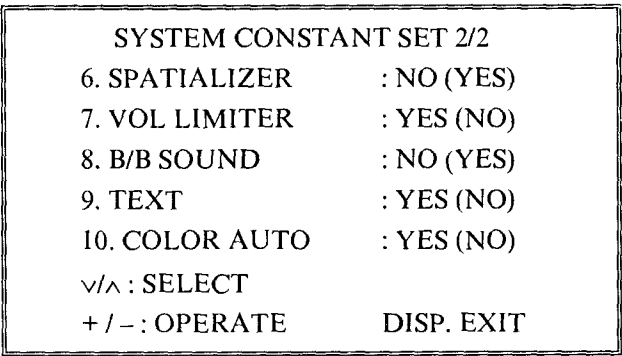 SYSTEM CONSTANT SET 2/2
6. SPATIALIZER : NO (YES)
7. VOL LIMITER : YES (NO)
8. B/B SOUND : NO (YES)
9. TEXT : YES (NO)
10. COLOR AUTO : YES (NO)
∨/∧ : SELECT
+ / – : OPERATE DISP. EXIT